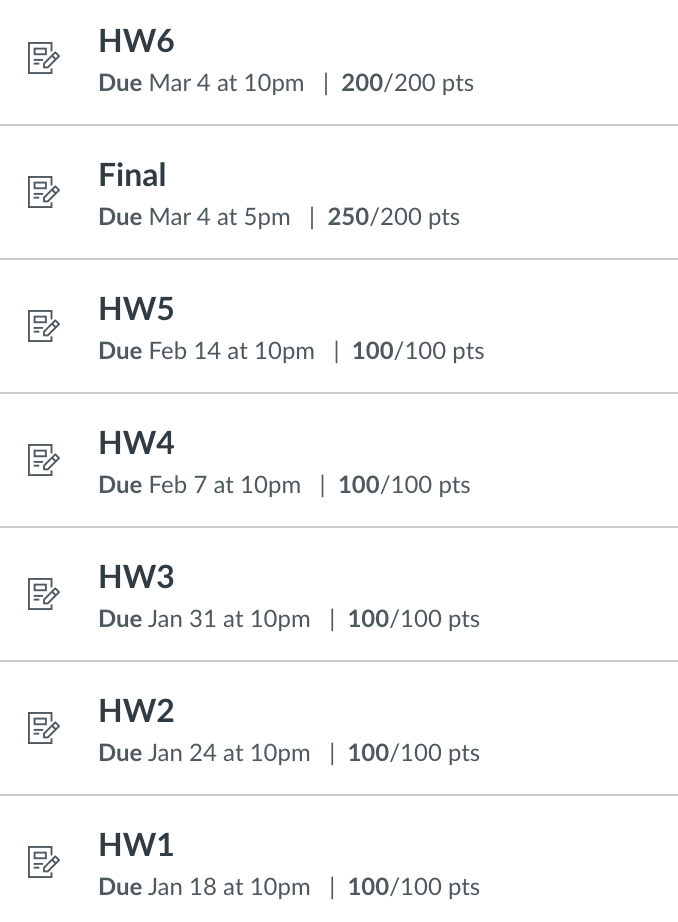 HW6
Due Mar 4 at 10pm | 200/200 pts
Final
Due Mar 4 at 5pm | 250/200 pts
HW5
Due Feb 14 at 10pm | 100/100 pts
HW4
Due Feb 7 at 10pm | 100/100 pts
HW3
Due Jan 31 at 10pm | 100/100 pts
HW2
Due Jan 24 at 10pm | 100/100 pts
HW1
Due Jan 18 at 10pm | 100/100 pts